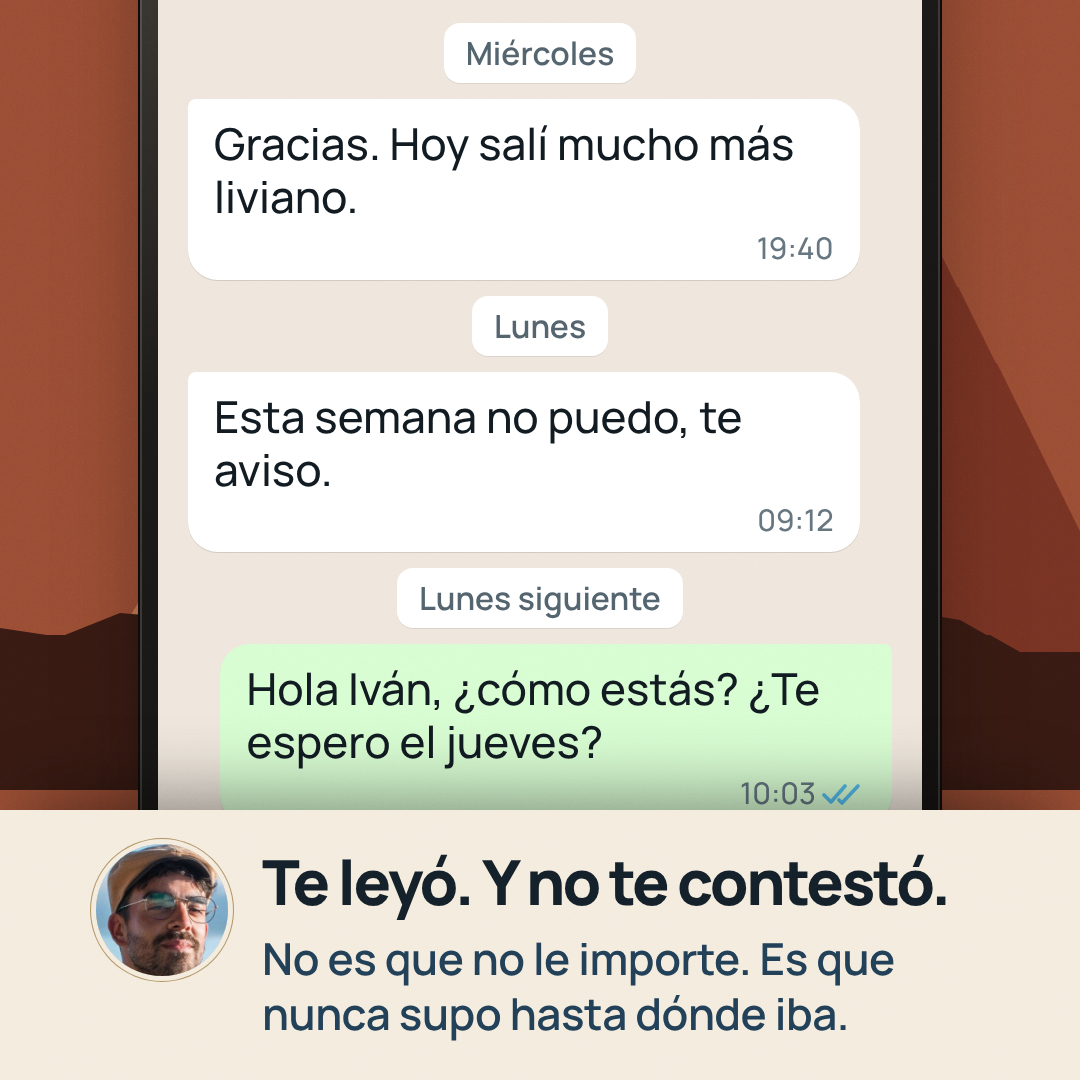 Miércoles
Gracias. Hoy salí mucho más
liviano.
19:40
Lunes
Esta semana no puedo, te
aviso.
09:12
Lunes siguiente
Hola Iván, ¿cómo estás? ¿Te
espero el jueves?
10:03
Te leyó. Y no te contestó.
No es que no le importe. Es que
nunca supo hasta dónde iba.